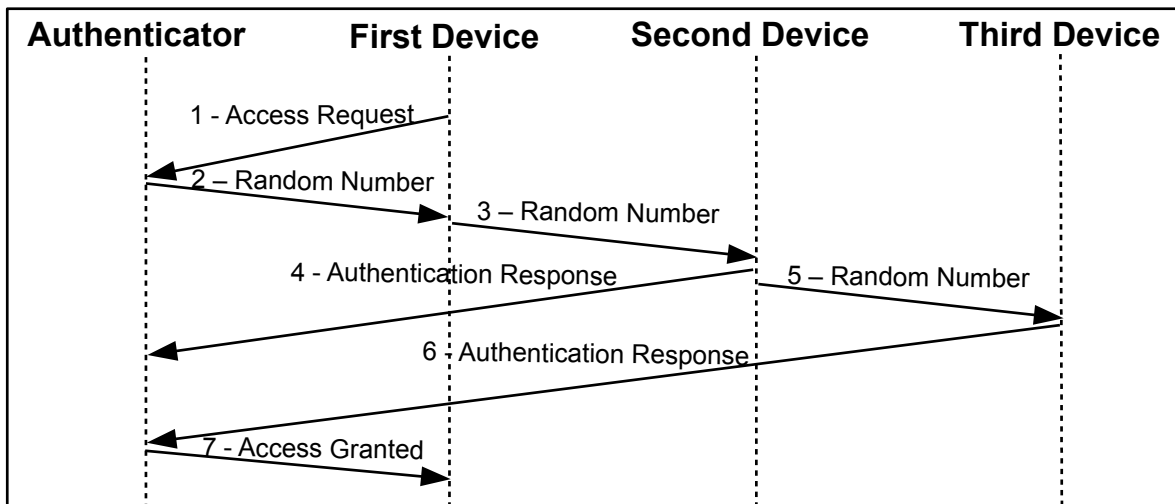 Authenticator First Device Second Device Third Device
1 - Access Request
2 – Random Number
3 – Random Number
4 - Authentication Response
5 – Random Number
6 - Authentication Response
7 - Access Granted